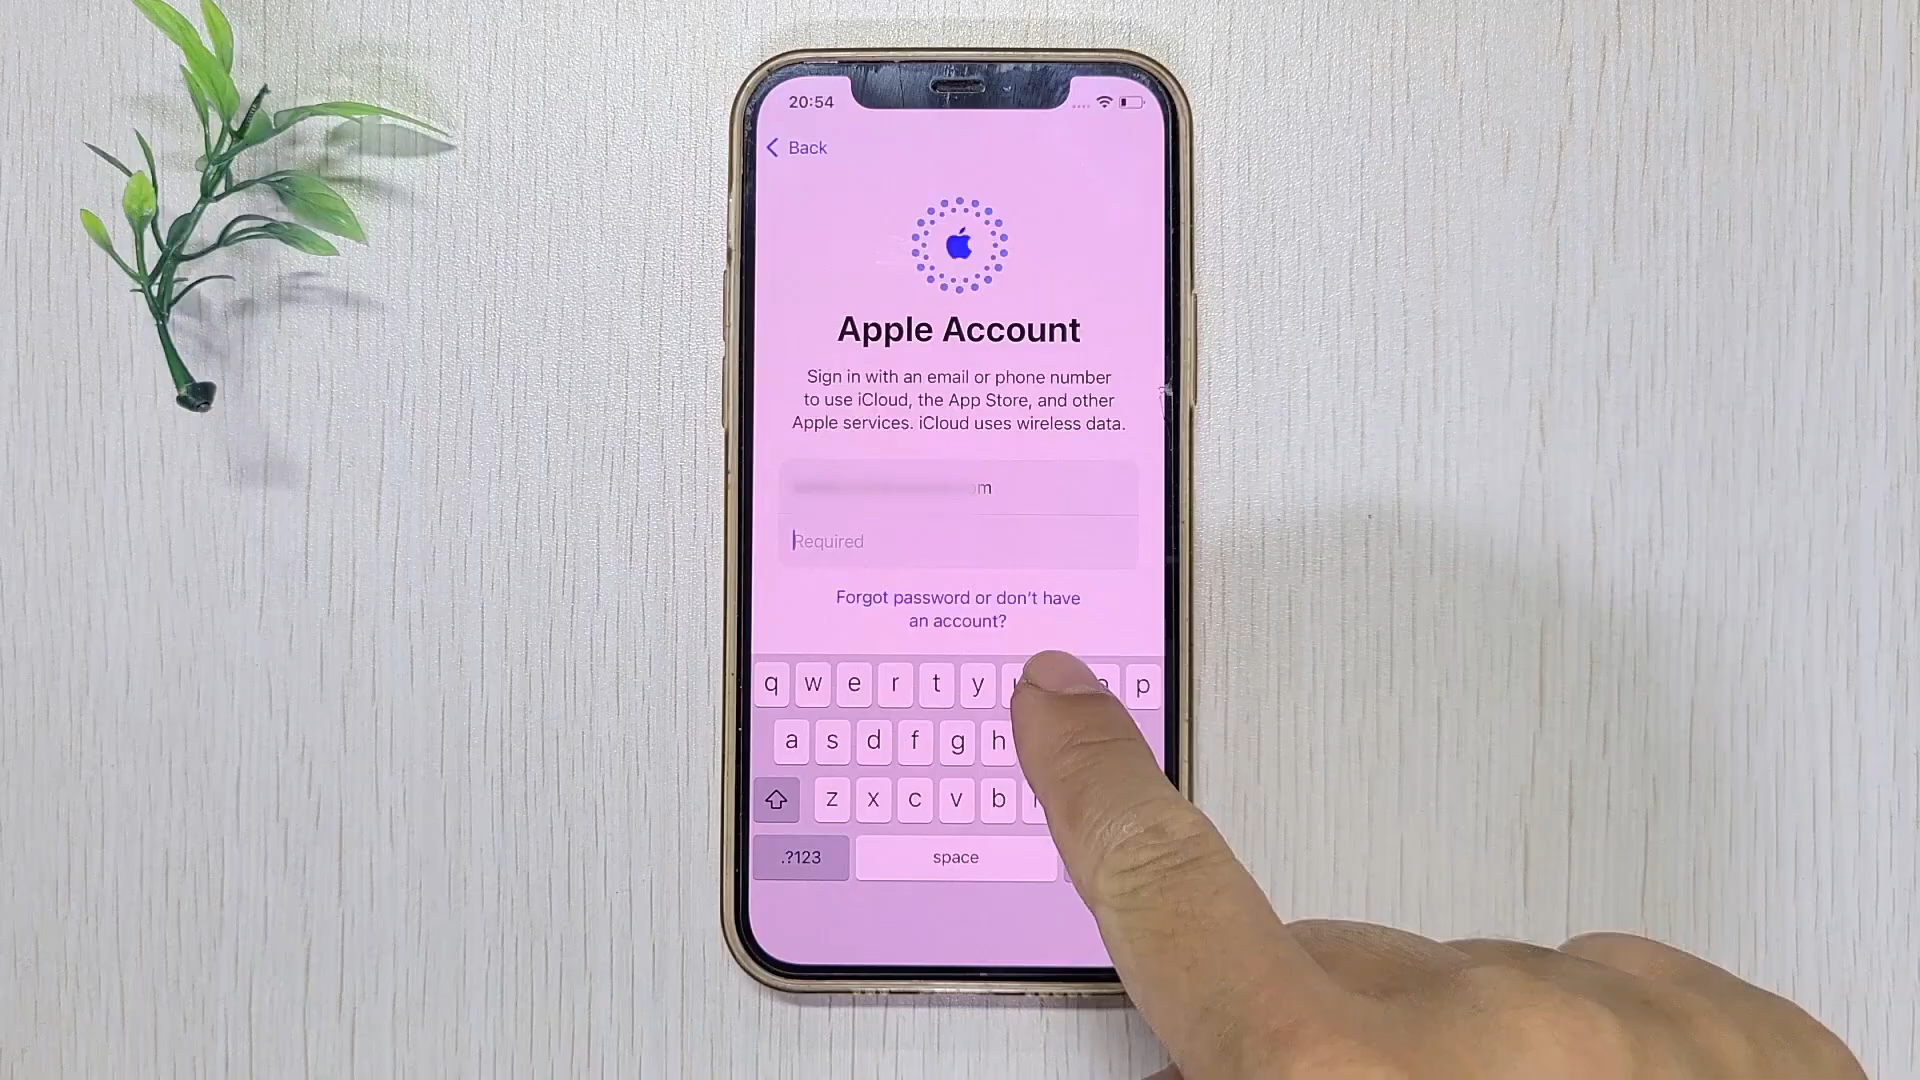 20:54
Back
Apple Account
Sign in with an email or phone number
to use iCloud, the App Store, and other
Apple services. iCloud uses wireless data.
m
Required
Forgot password or don't have
an account?
q w e r t y p
a s d f g h
z x c v b
.?123 space